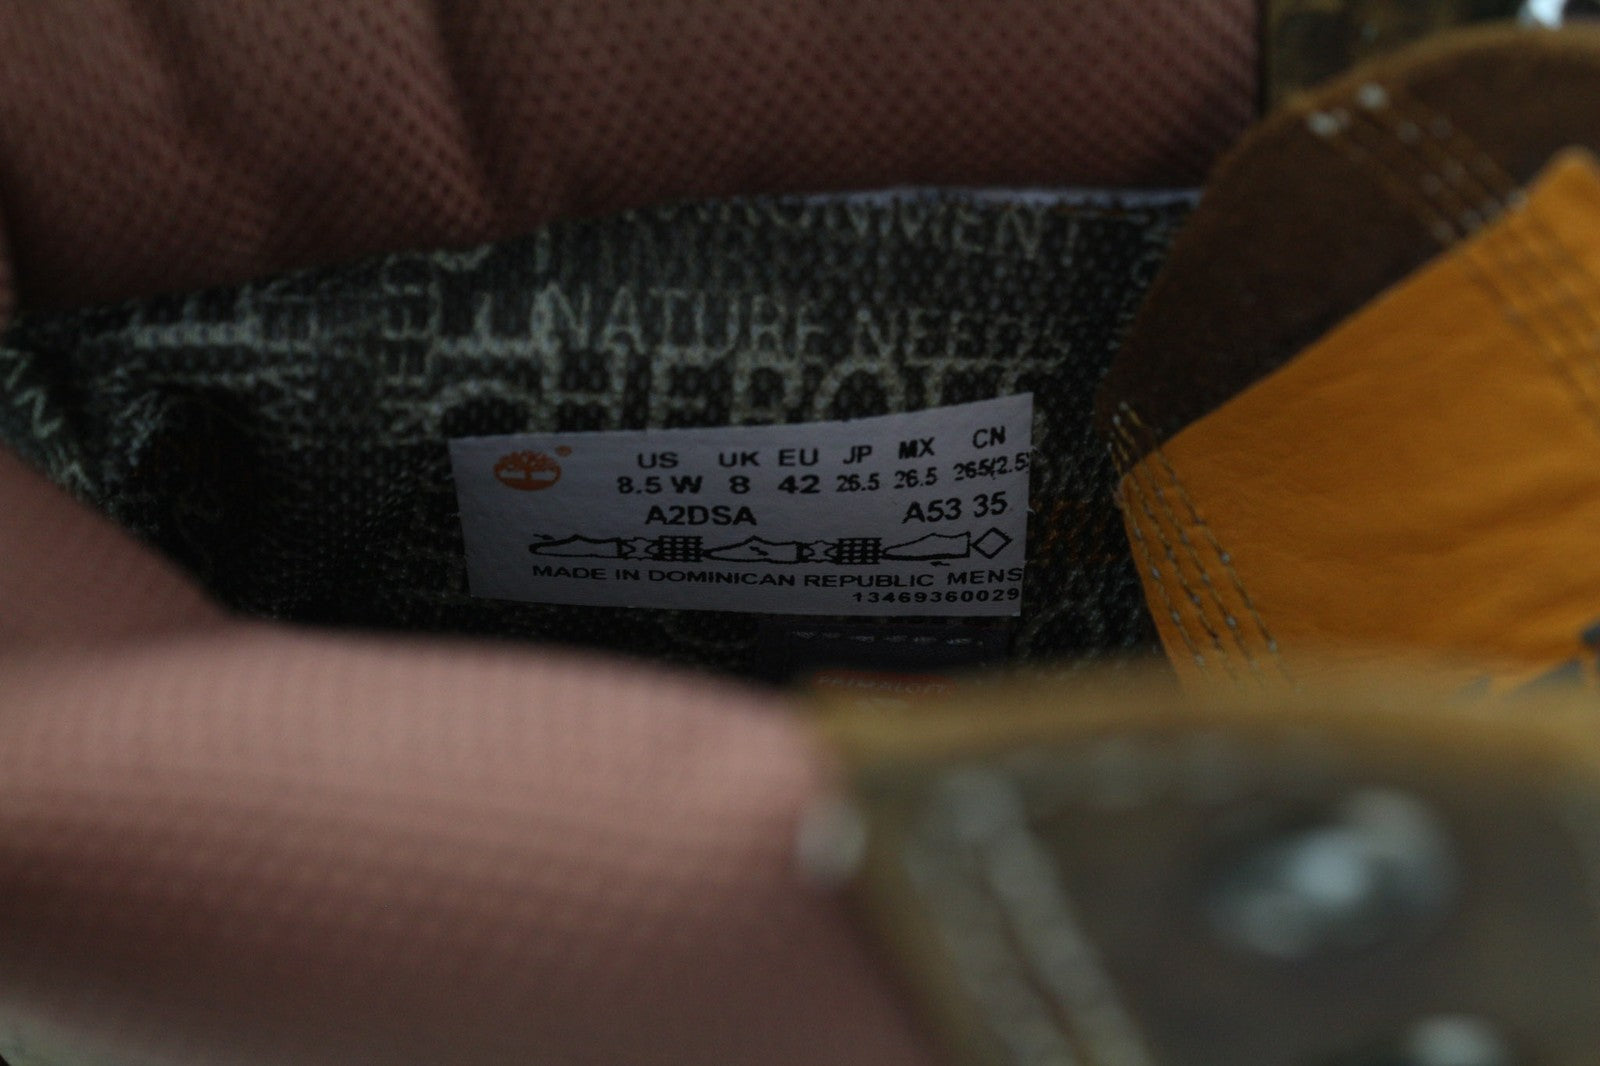 NATURE NEEDS
HEROES
US UK EU JP MX CN
8.5 W 8 42 26.5 26.5 265(2.5)
A2DSA A53 35
MADE IN DOMINICAN REPUBLIC MENS
13469360029